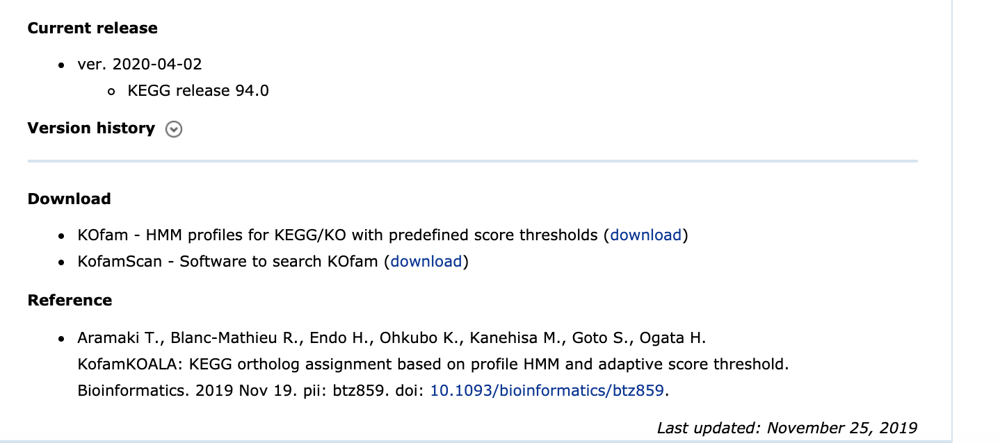 Current release
ver. 2020-04-02
KEGG release 94.0
Version history
Download
KOfam - HMM profiles for KEGG/KO with predefined score thresholds (download)
KofamScan - Software to search KOfam (download)
Reference
Aramaki T., Blanc-Mathieu R., Endo H., Ohkubo K., Kanehisa M., Goto S., Ogata H.
KofamKOALA: KEGG ortholog assignment based on profile HMM and adaptive score threshold.
Bioinformatics. 2019 Nov 19. pii: btz859. doi: 10.1093/bioinformatics/btz859.
Last updated: November 25, 2019